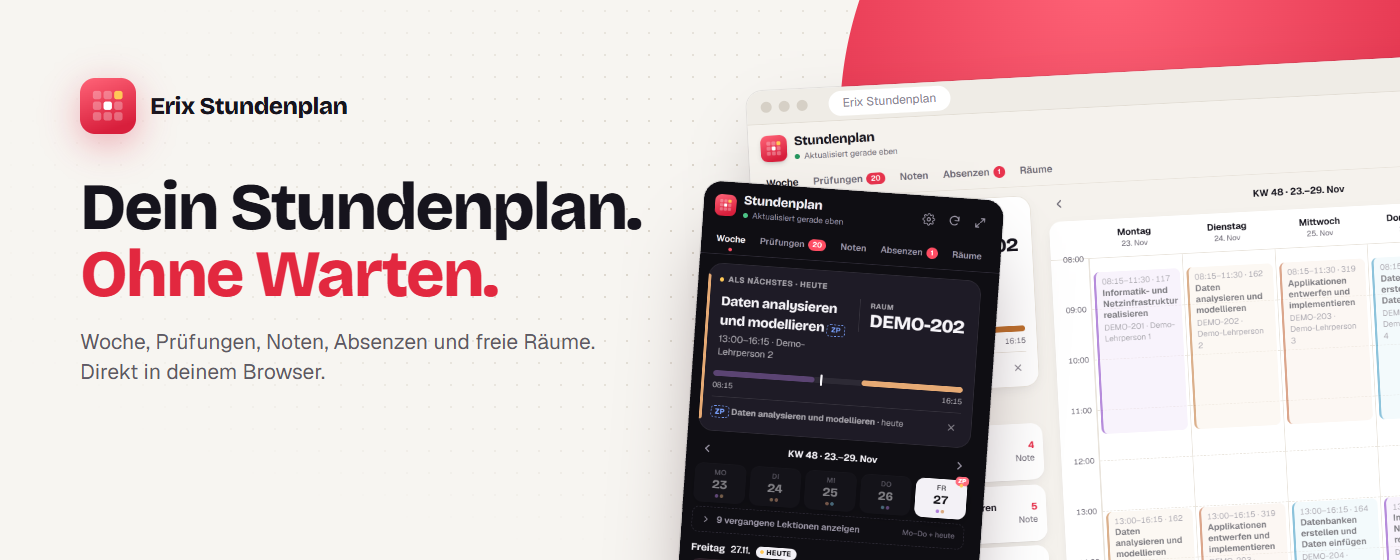 Erix Stundenplan
Dein Stundenplan.
Ohne Warten.
Woche, Prüfungen, Noten, Absenzen und freie Räume.
Direkt in deinem Browser.
Erix Stundenplan
Stundenplan
Aktualisiert gerade eben
Woche Prüfungen 20 Noten Absenzen 1 Räume
02
16:15
4
Note
ren 5
Note
KW 48 · 23.–29. Nov
Montag
23. Nov
Dienstag
24. Nov
Mittwoch
25. Nov
08:00
09:00
10:00
11:00
12:00
13:00
08:15–11:30 · 117
Informatik- und
Netzinfrastruktur
realisieren
DEMO-201 · Demo-
Lehrperson 1
08:15–11:30 · 162
Daten
analysieren und
modellieren
DEMO-202 ·
Demo-Lehrperson
2
08:15–11:30 · 319
Applikationen
entwerfen und
implementieren
DEMO-203 ·
Demo-Lehrperson
3
13:00–16:15 · 162
Daten
analysieren und
modellieren
13:00–16:15 · 319
Applikationen
entwerfen und
implementieren
13:00–16:15 · 164
Datenbanken
erstellen und
Daten einfügen
DEMO-204 ·
Stundenplan
Aktualisiert gerade eben
Woche Prüfungen 20 Noten Absenzen 1 Räume
ALS NÄCHSTES · HEUTE
Daten analysieren
und modellieren ZP
13:00–16:15 · Demo-
Lehrperson 2
RAUM
DEMO-202
08:15 16:15
ZP Daten analysieren und modellieren · heute
KW 48 · 23.–29. Nov
MO
23
DI
24
MI
25
DO
26
FR
27
ZP
9 vergangene Lektionen anzeigen Mo–Do + heute
Freitag 27.11. HEUTE